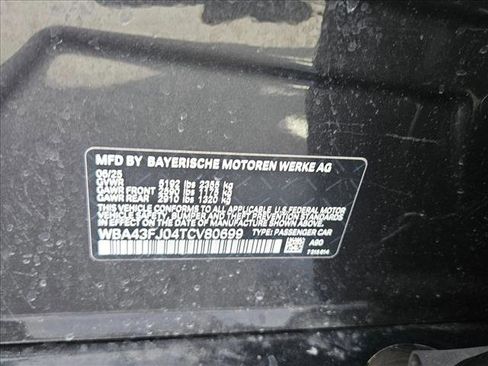 MFD BY BAYERISCHE MOTOREN WERKE AG
06/25
GVWR 5192 lbs 2355 kg
GAWR FRONT 2590 lbs 1175 kg
GAWR REAR 2910 lbs 1320 kg
THIS VEHICLE CONFORMS TO ALL APPLICABLE U.S. FEDERAL MOTOR
VEHICLE SAFETY, BUMPER, AND THEFT PREVENTION STANDARDS IN
EFFECT ON THE DATE OF MANUFACTURE SHOWN ABOVE.
WBA43FJ04TCV80699 TYPE: PASSENGER CAR
A90